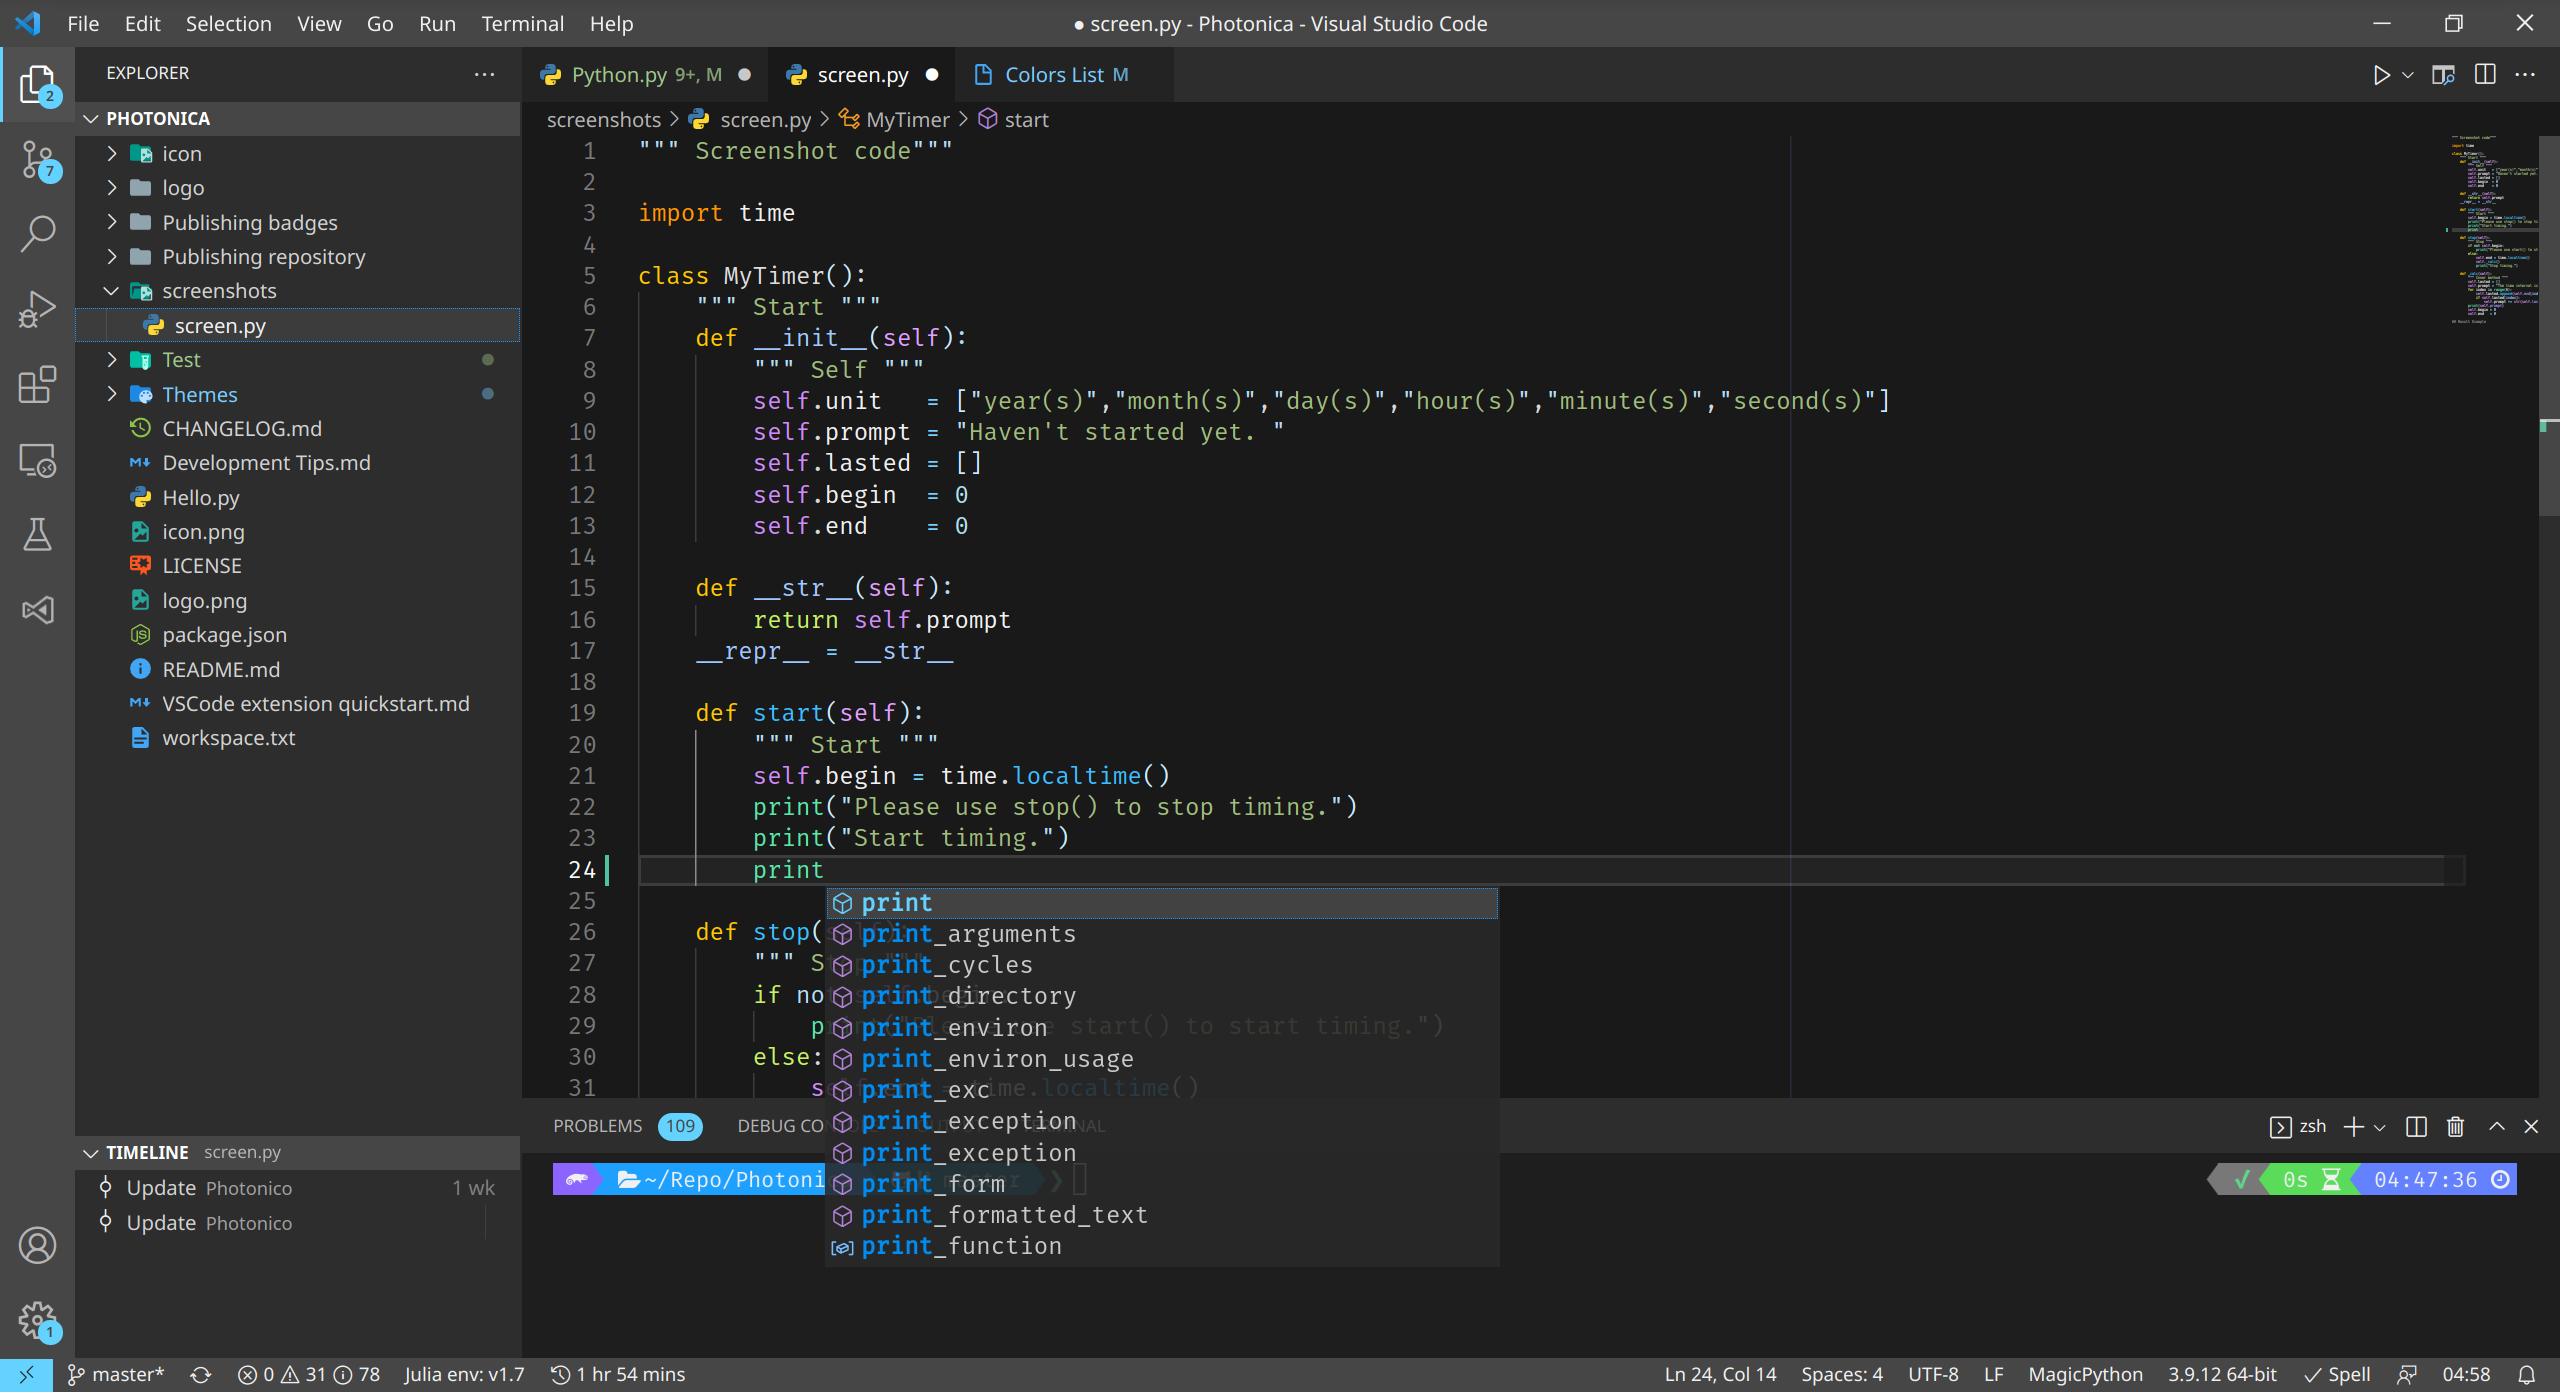 File Edit Selection View Go Run Terminal Help
● screen.py - Photonica - Visual Studio Code
EXPLORER
PHOTONICA
icon
logo
Publishing badges
Publishing repository
screenshots
screen.py
Test
Themes
CHANGELOG.md
Development Tips.md
Hello.py
icon.png
LICENSE
logo.png
package.json
README.md
VSCode extension quickstart.md
workspace.txt
TIMELINE screen.py
Update Photonico 1 wk
Update Photonico
2
7
1
Python.py 9+, M
screen.py
Colors List M
screenshots > screen.py > MyTimer > start
1 """ Screenshot code"""
2
3 import time
4
5 class MyTimer():
6 """ Start """
7 def __init__(self):
8 """ Self """
9 self.unit = ["year(s)","month(s)","day(s)","hour(s)","minute(s)","second(s)"]
10 self.prompt = "Haven't started yet. "
11 self.lasted = []
12 self.begin = 0
13 self.end = 0
14
15 def __str__(self):
16 return self.prompt
17 __repr__ = __str__
18
19 def start(self):
20 """ Start """
21 self.begin = time.localtime()
22 print("Please use stop() to stop timing.")
23 print("Start timing.")
24 print
25
26 def stop(
27 """ S
28 if no
29 p start() to start timing.")
30 else:
31 s time.localtime()
print
print_arguments
print_cycles
print_directory
print_environ
print_environ_usage
print_exc
print_exception
print_exception
print_form
print_formatted_text
print_function
PROBLEMS 109 DEBUG CO
zsh
~/Repo/Photoni
✓ 0s 04:47:36
master* 0 31 78 Julia env: v1.7 1 hr 54 mins
Ln 24, Col 14 Spaces: 4 UTF-8 LF MagicPython 3.9.12 64-bit Spell 04:58